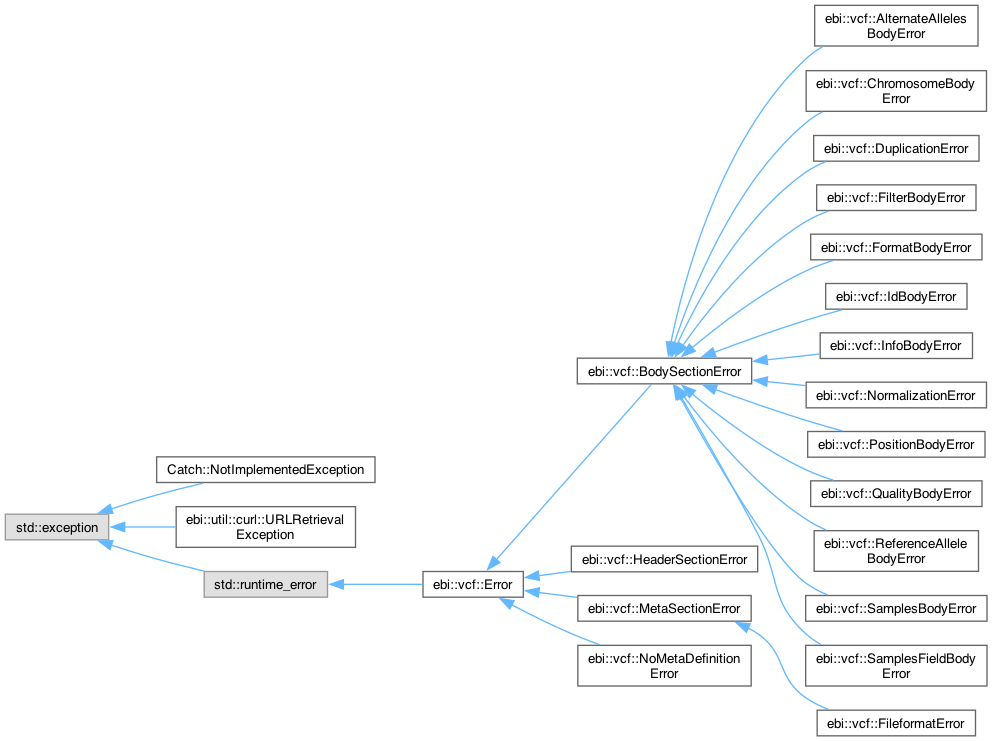 ebi::vcf::AlternateAlleles
BodyError
ebi::vcf::ChromosomeBody
Error
ebi::vcf::DuplicationError
ebi::vcf::FilterBodyError
ebi::vcf::FormatBodyError
ebi::vcf::IdBodyError
ebi::vcf::InfoBodyError
ebi::vcf::BodySectionError
ebi::vcf::NormalizationError
ebi::vcf::PositionBodyError
Catch::NotImplementedException
ebi::vcf::QualityBodyError
std::exception
ebi::util::curl::URLRetrieval
Exception
ebi::vcf::ReferenceAllele
BodyError
ebi::vcf::HeaderSectionError
std::runtime_error
ebi::vcf::Error
ebi::vcf::MetaSectionError
ebi::vcf::SamplesBodyError
ebi::vcf::NoMetaDefinition
Error
ebi::vcf::SamplesFieldBody
Error
ebi::vcf::FileformatError